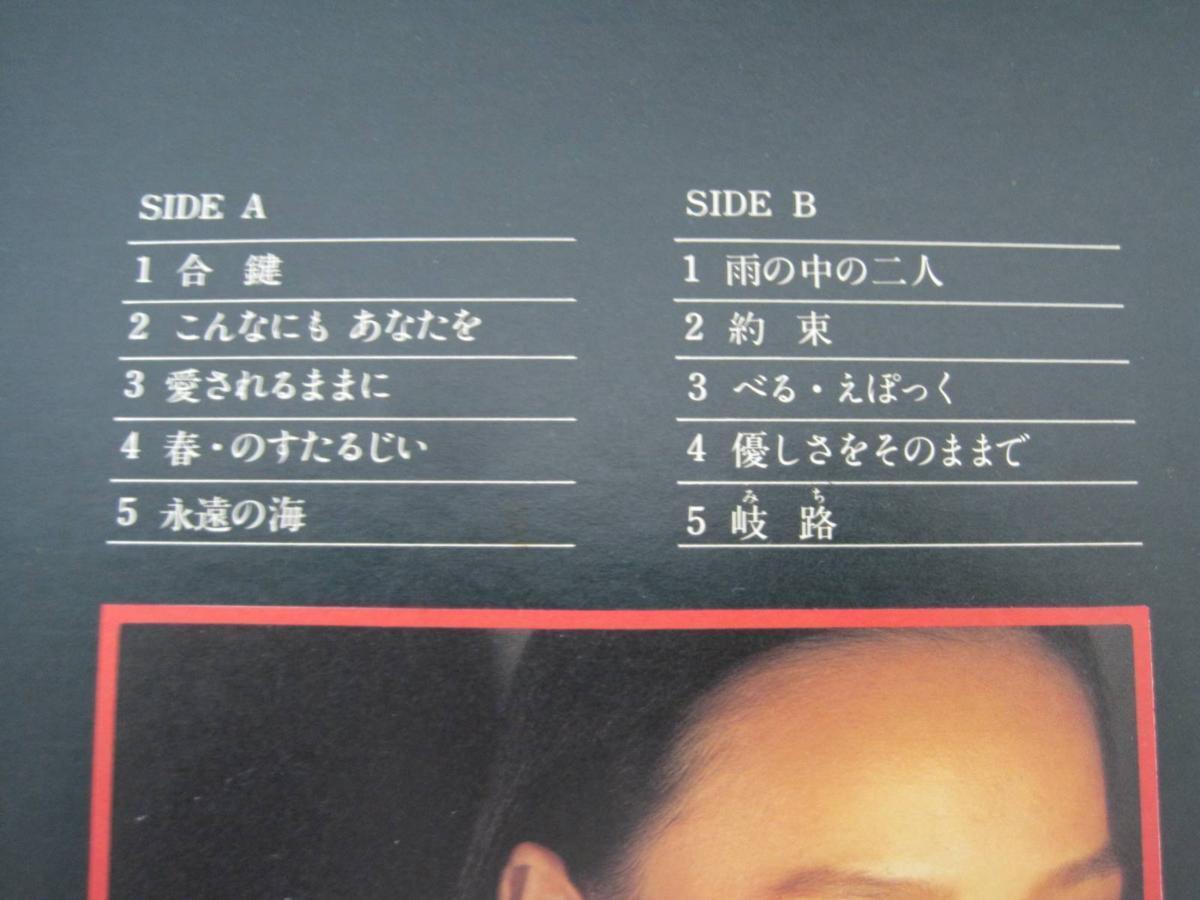 SIDE A
1 合 鍵
2 こんなにも あなたを
3 愛されるままに
4 春・のすたるじい
5 永遠の海
SIDE B
1 雨の中の二人
2 約 束
3 べる・えぽっく
4 優しさをそのままで
み ち
5 岐 路